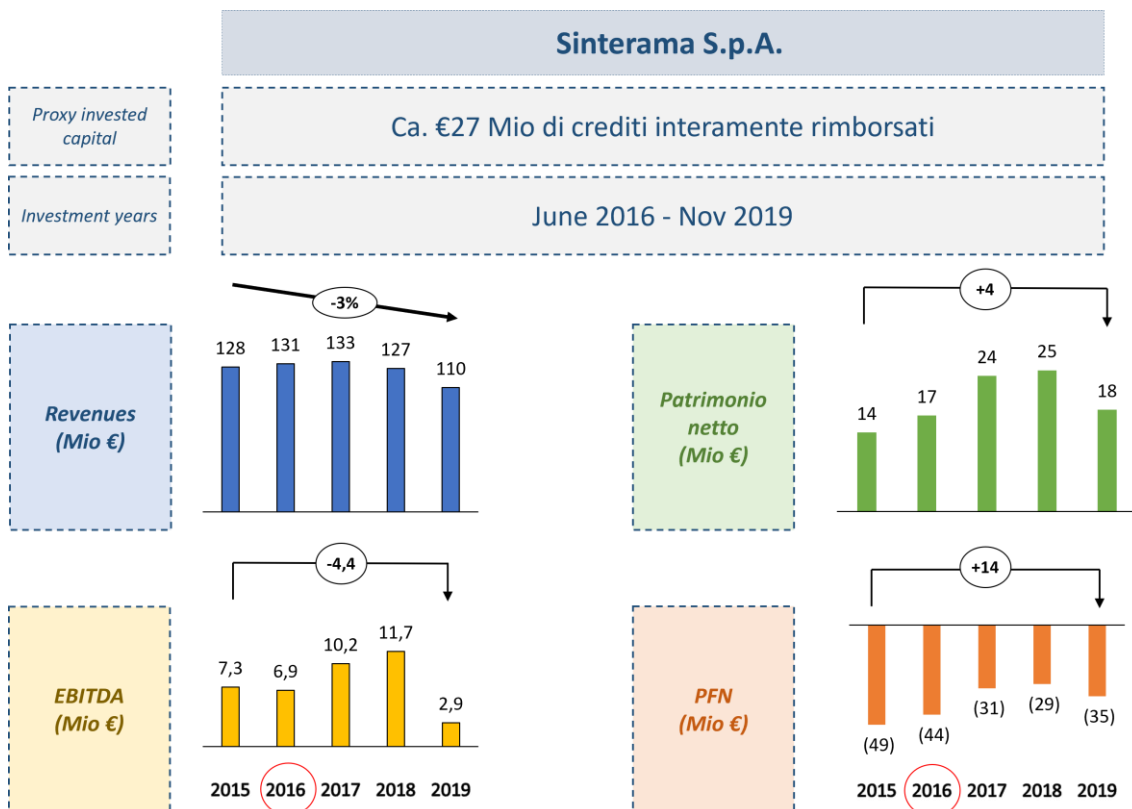 Sinterama S.p.A.
Proxy invested
capital
Ca. €27 Mio di crediti interamente rimborsati
Investment years
June 2016 - Nov 2019
Revenues
(Mio €)
-3%
128
131
133
127
110
Patrimonio
netto
(Mio €)
+4
14
17
24
25
18
EBITDA
(Mio €)
-4,4
7,3
6,9
10,2
11,7
2,9
2015 2016 2017 2018 2019
PFN
(Mio €)
+14
(49)
(44)
(31)
(29)
(35)
2015 2016 2017 2018 2019